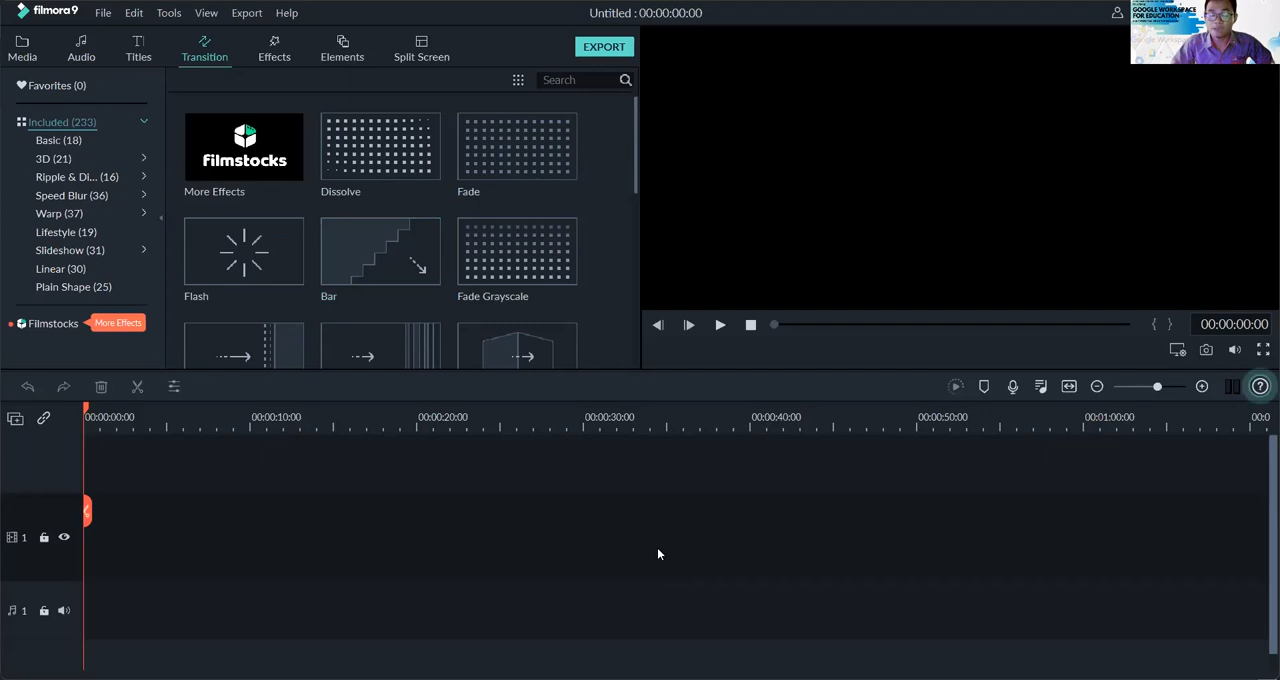 filmora9 File Edit Tools View Export Help Untitled : 00:00:00:00
Media Audio Titles Transition Effects Elements Split Screen EXPORT
GOOGLE WORKSPACE
FOR EDUCATION
Favorites (0)
Search
Included (233)
Basic (18)
3D (21)
Ripple & Di... (16)
Speed Blur (36)
Warp (37)
Lifestyle (19)
Slideshow (31)
Linear (30)
Plain Shape (25)
Filmstocks More Effects
filmstocks
More Effects Dissolve Fade
Flash Bar Fade Grayscale
{ } 00:00:00:00
00:00:00:00 00:00:10:00 00:00:20:00 00:00:30:00 00:00:40:00 00:00:50:00 00:01:00:00 00:0
1
1